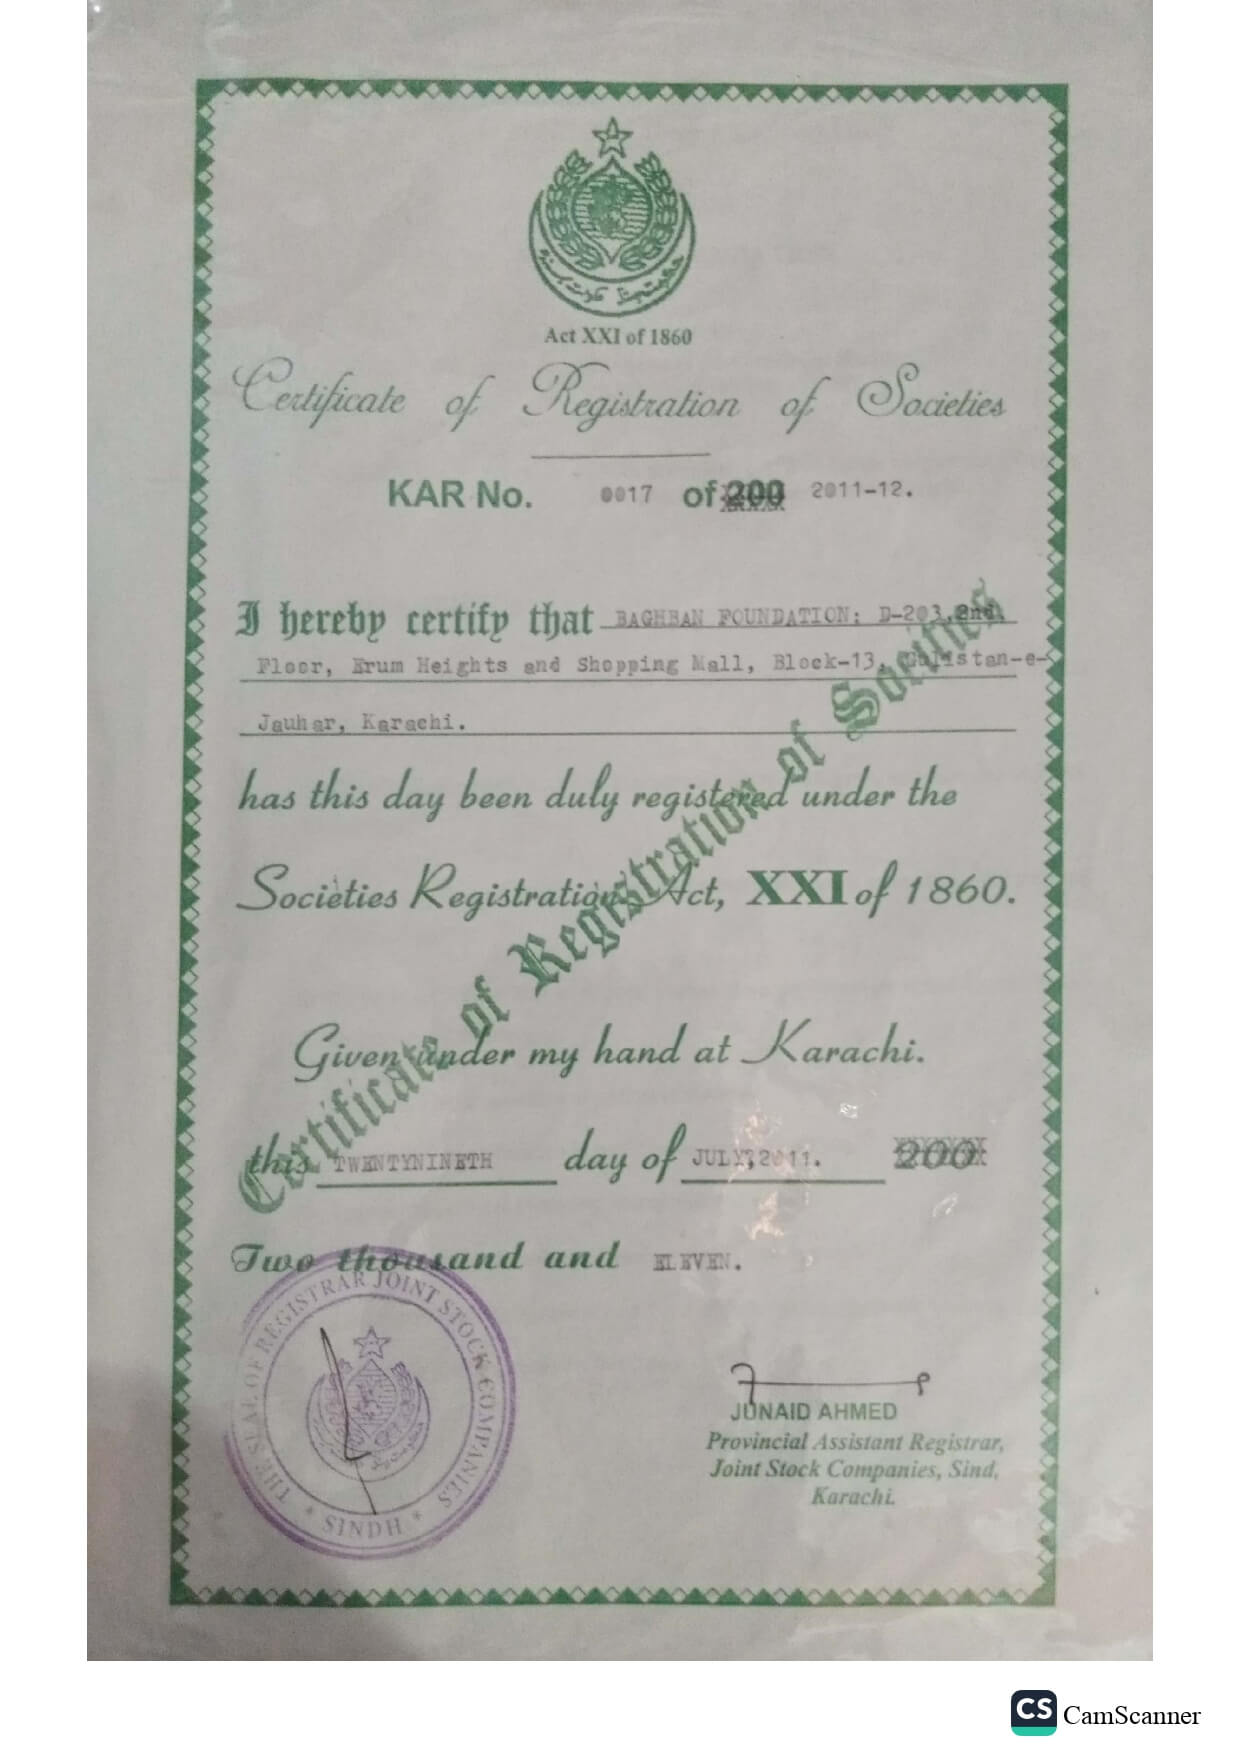 Act XXI of 1860
Certificate of Registration of Societies
KAR No. 0017 of 200 2011-12.
I hereby certify that BAGHBAN FOUNDATION; D-203,2nd
Floor, Erum Heights and Shopping Mall, Block-13, Gulistan-e-
Jauhar, Karachi.
has this day been duly registered under the
Societies Registration Act, XXI of 1860.
Certificate of Registration of Societies
Given under my hand at Karachi.
this TWENTYNINETH day of JULY,2011. 200
Two thousand and ELEVEN.
THE SEAL OF REGISTRAR JOINT STOCK COMPANIES
* SINDH *
JUNAID AHMED
Provincial Assistant Registrar,
Joint Stock Companies, Sind,
Karachi.
CS CamScanner